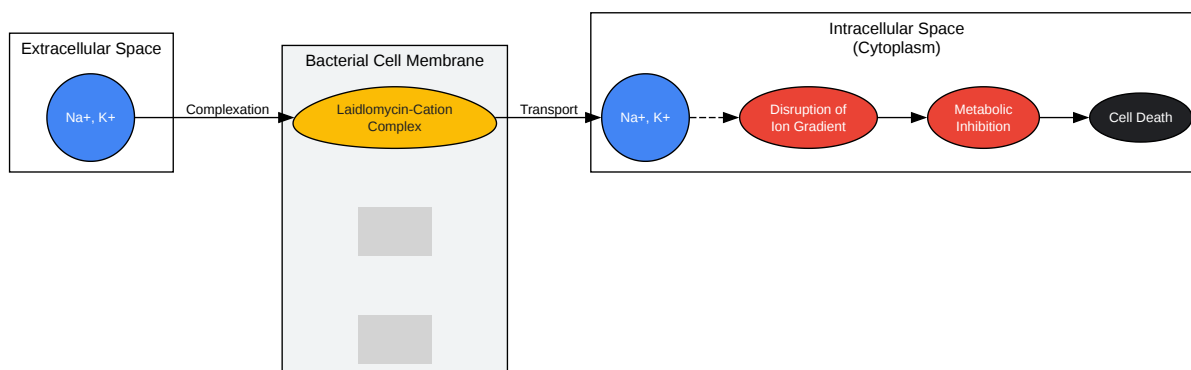 Extracellular Space
Na+, K+
Complexation
Bacterial Cell Membrane
Laidlomycin-Cation
Complex
Transport
Intracellular Space
(Cytoplasm)
Na+, K+
Disruption of
Ion Gradient
Metabolic
Inhibition
Cell Death